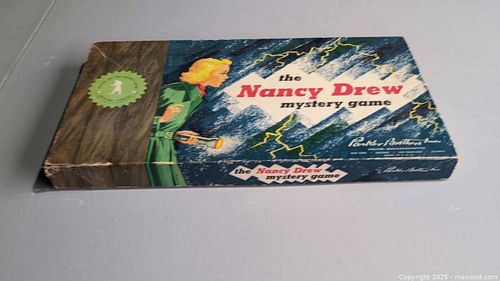 the
Nancy Drew
mystery game
Parker Brothers Inc.
the Nancy Drew
mystery game
Parker Brothers Inc.
Copyright 2025 - maxsold.com